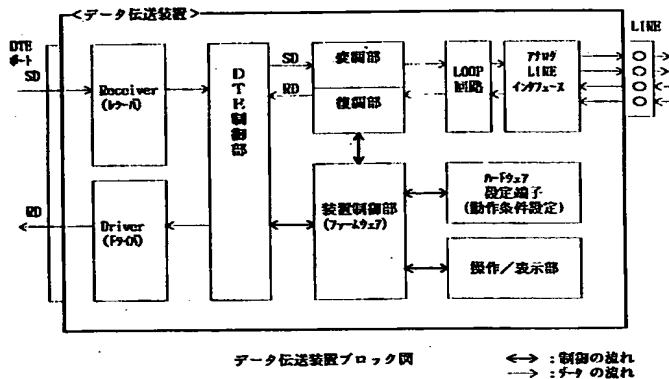 <データ伝送装置>
LINE
DTE
ポート
SD
RD
Receiver
(レシーバ)
Driver
(ドライバ)
DTE制御部
SD
RD
変調部
復調部
LOOP
回路
アナログ
LINE
インタフェース
装置制御部
(ファームウェア)
ハードウェア
設定端子
(動作条件設定)
操作/表示部
データ伝送装置ブロック図
:制御の流れ
:データの流れ